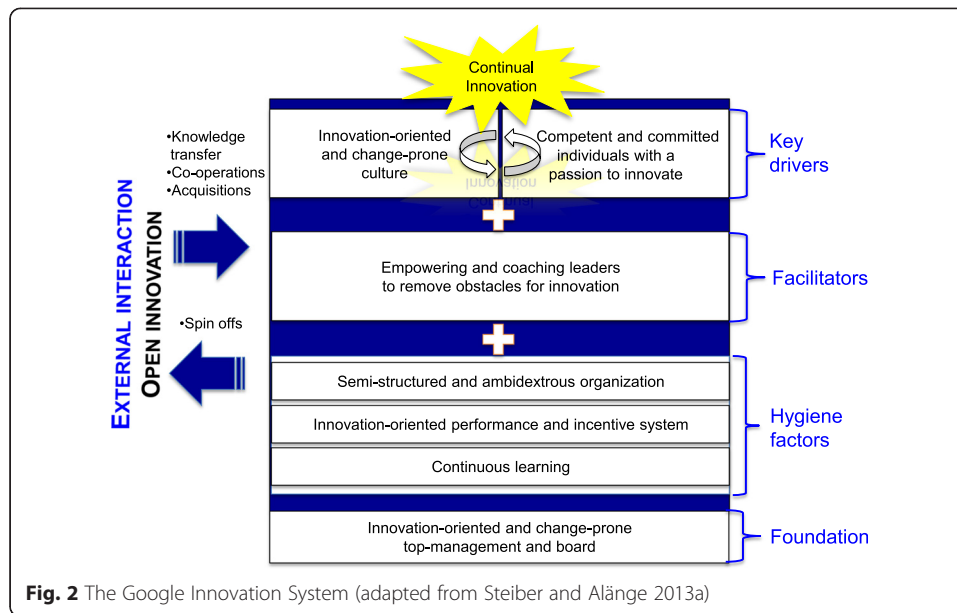 Continual
Innovation
•Knowledge
transfer
•Co-operations
•Acquisitions
Innovation-oriented
and change-prone
culture
Competent and committed
individuals with a
passion to innovate
Innovation
Continual
Key
drivers
EXTERNAL INTERACTION
OPEN INNOVATION
Empowering and coaching leaders
to remove obstacles for innovation
Facilitators
•Spin offs
Semi-structured and ambidextrous organization
Innovation-oriented performance and incentive system
Continuous learning
Hygiene
factors
Innovation-oriented and change-prone
top-management and board
Foundation
Fig. 2 The Google Innovation System (adapted from Steiber and Alänge 2013a)